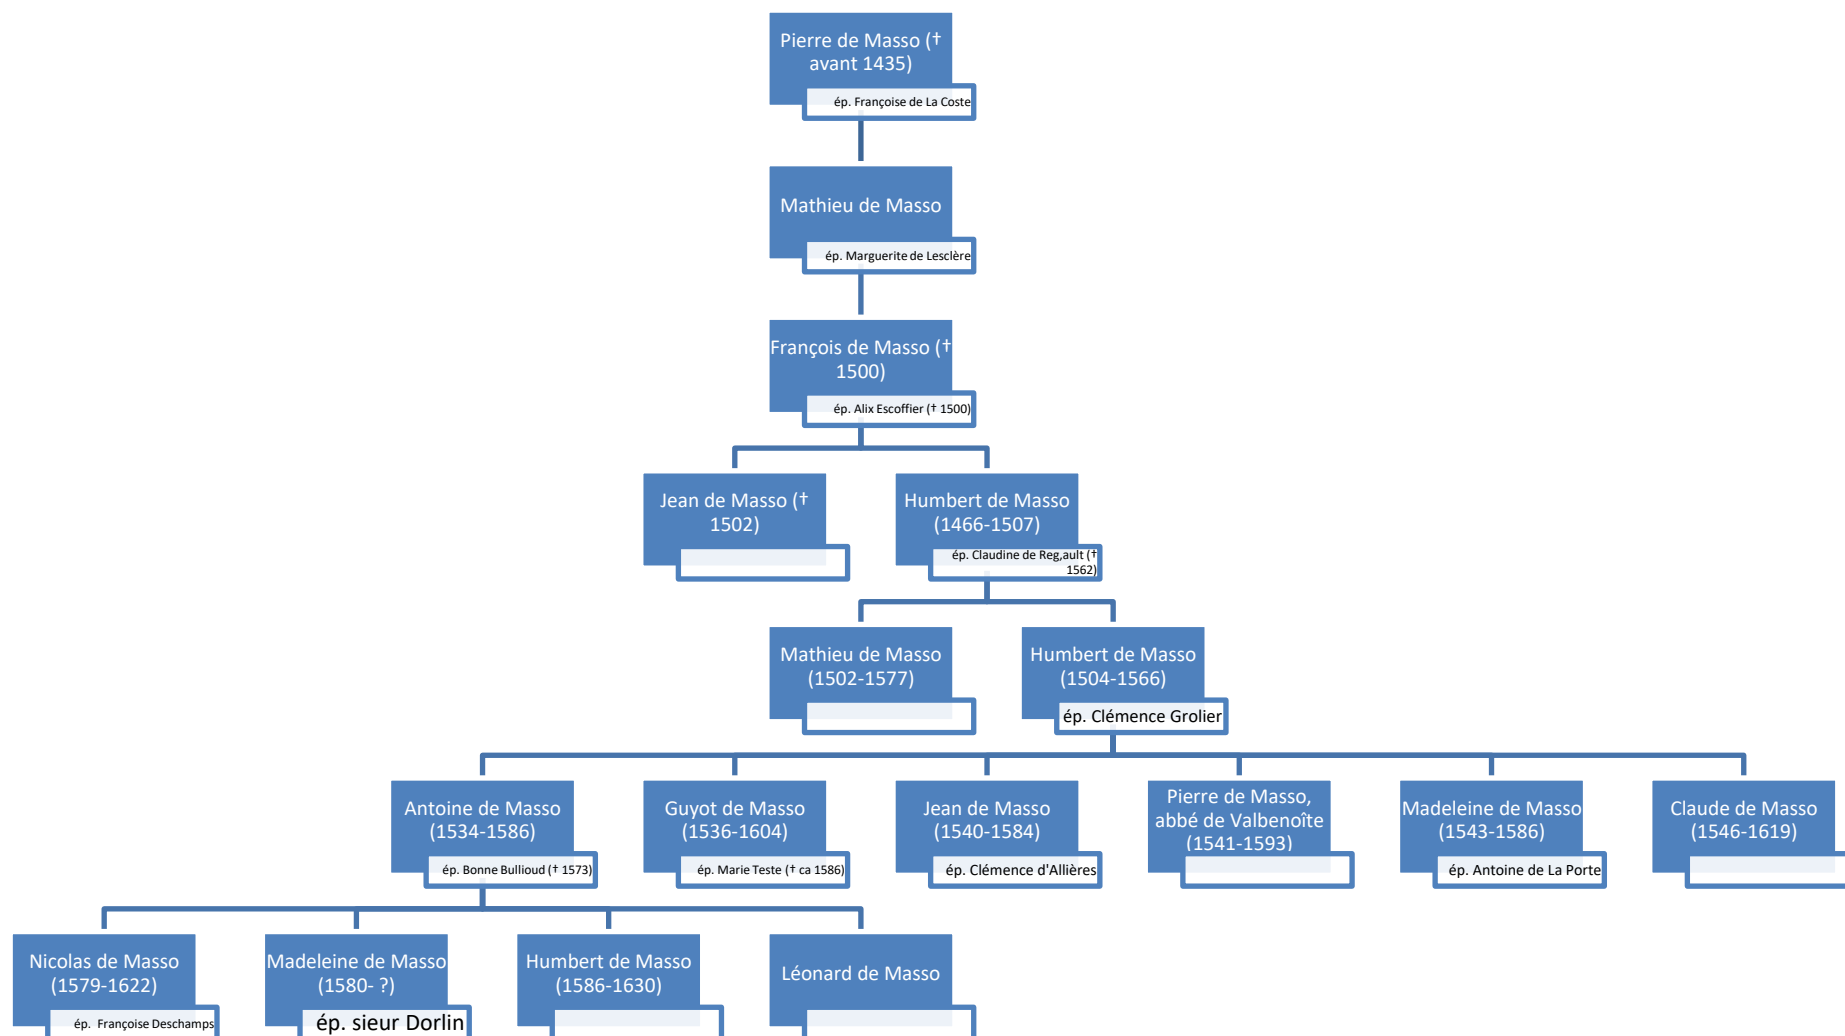 Pierre de Masso (†
avant 1435)
ép. Françoise de La Coste
Mathieu de Masso
ép. Marguerite de Lesclère
François de Masso (†
1500)
ép. Alix Escoffier († 1500)
Jean de Masso (†
1502)
Humbert de Masso
(1466-1507)
ép. Claudine de Reg,ault (†
1562)
Mathieu de Masso
(1502-1577)
Humbert de Masso
(1504-1566)
ép. Clémence Grolier
Antoine de Masso
(1534-1586)
ép. Bonne Bullioud († 1573)
Guyot de Masso
(1536-1604)
ép. Marie Teste († ca 1586)
Jean de Masso
(1540-1584)
ép. Clémence d'Allières
Pierre de Masso,
abbé de Valbenoîte
(1541-1593)
Madeleine de Masso
(1543-1586)
ép. Antoine de La Porte
Claude de Masso
(1546-1619)
Nicolas de Masso
(1579-1622)
ép. Françoise Deschamps
Madeleine de Masso
(1580- ?)
ép. sieur Dorlin
Humbert de Masso
(1586-1630)
Léonard de Masso